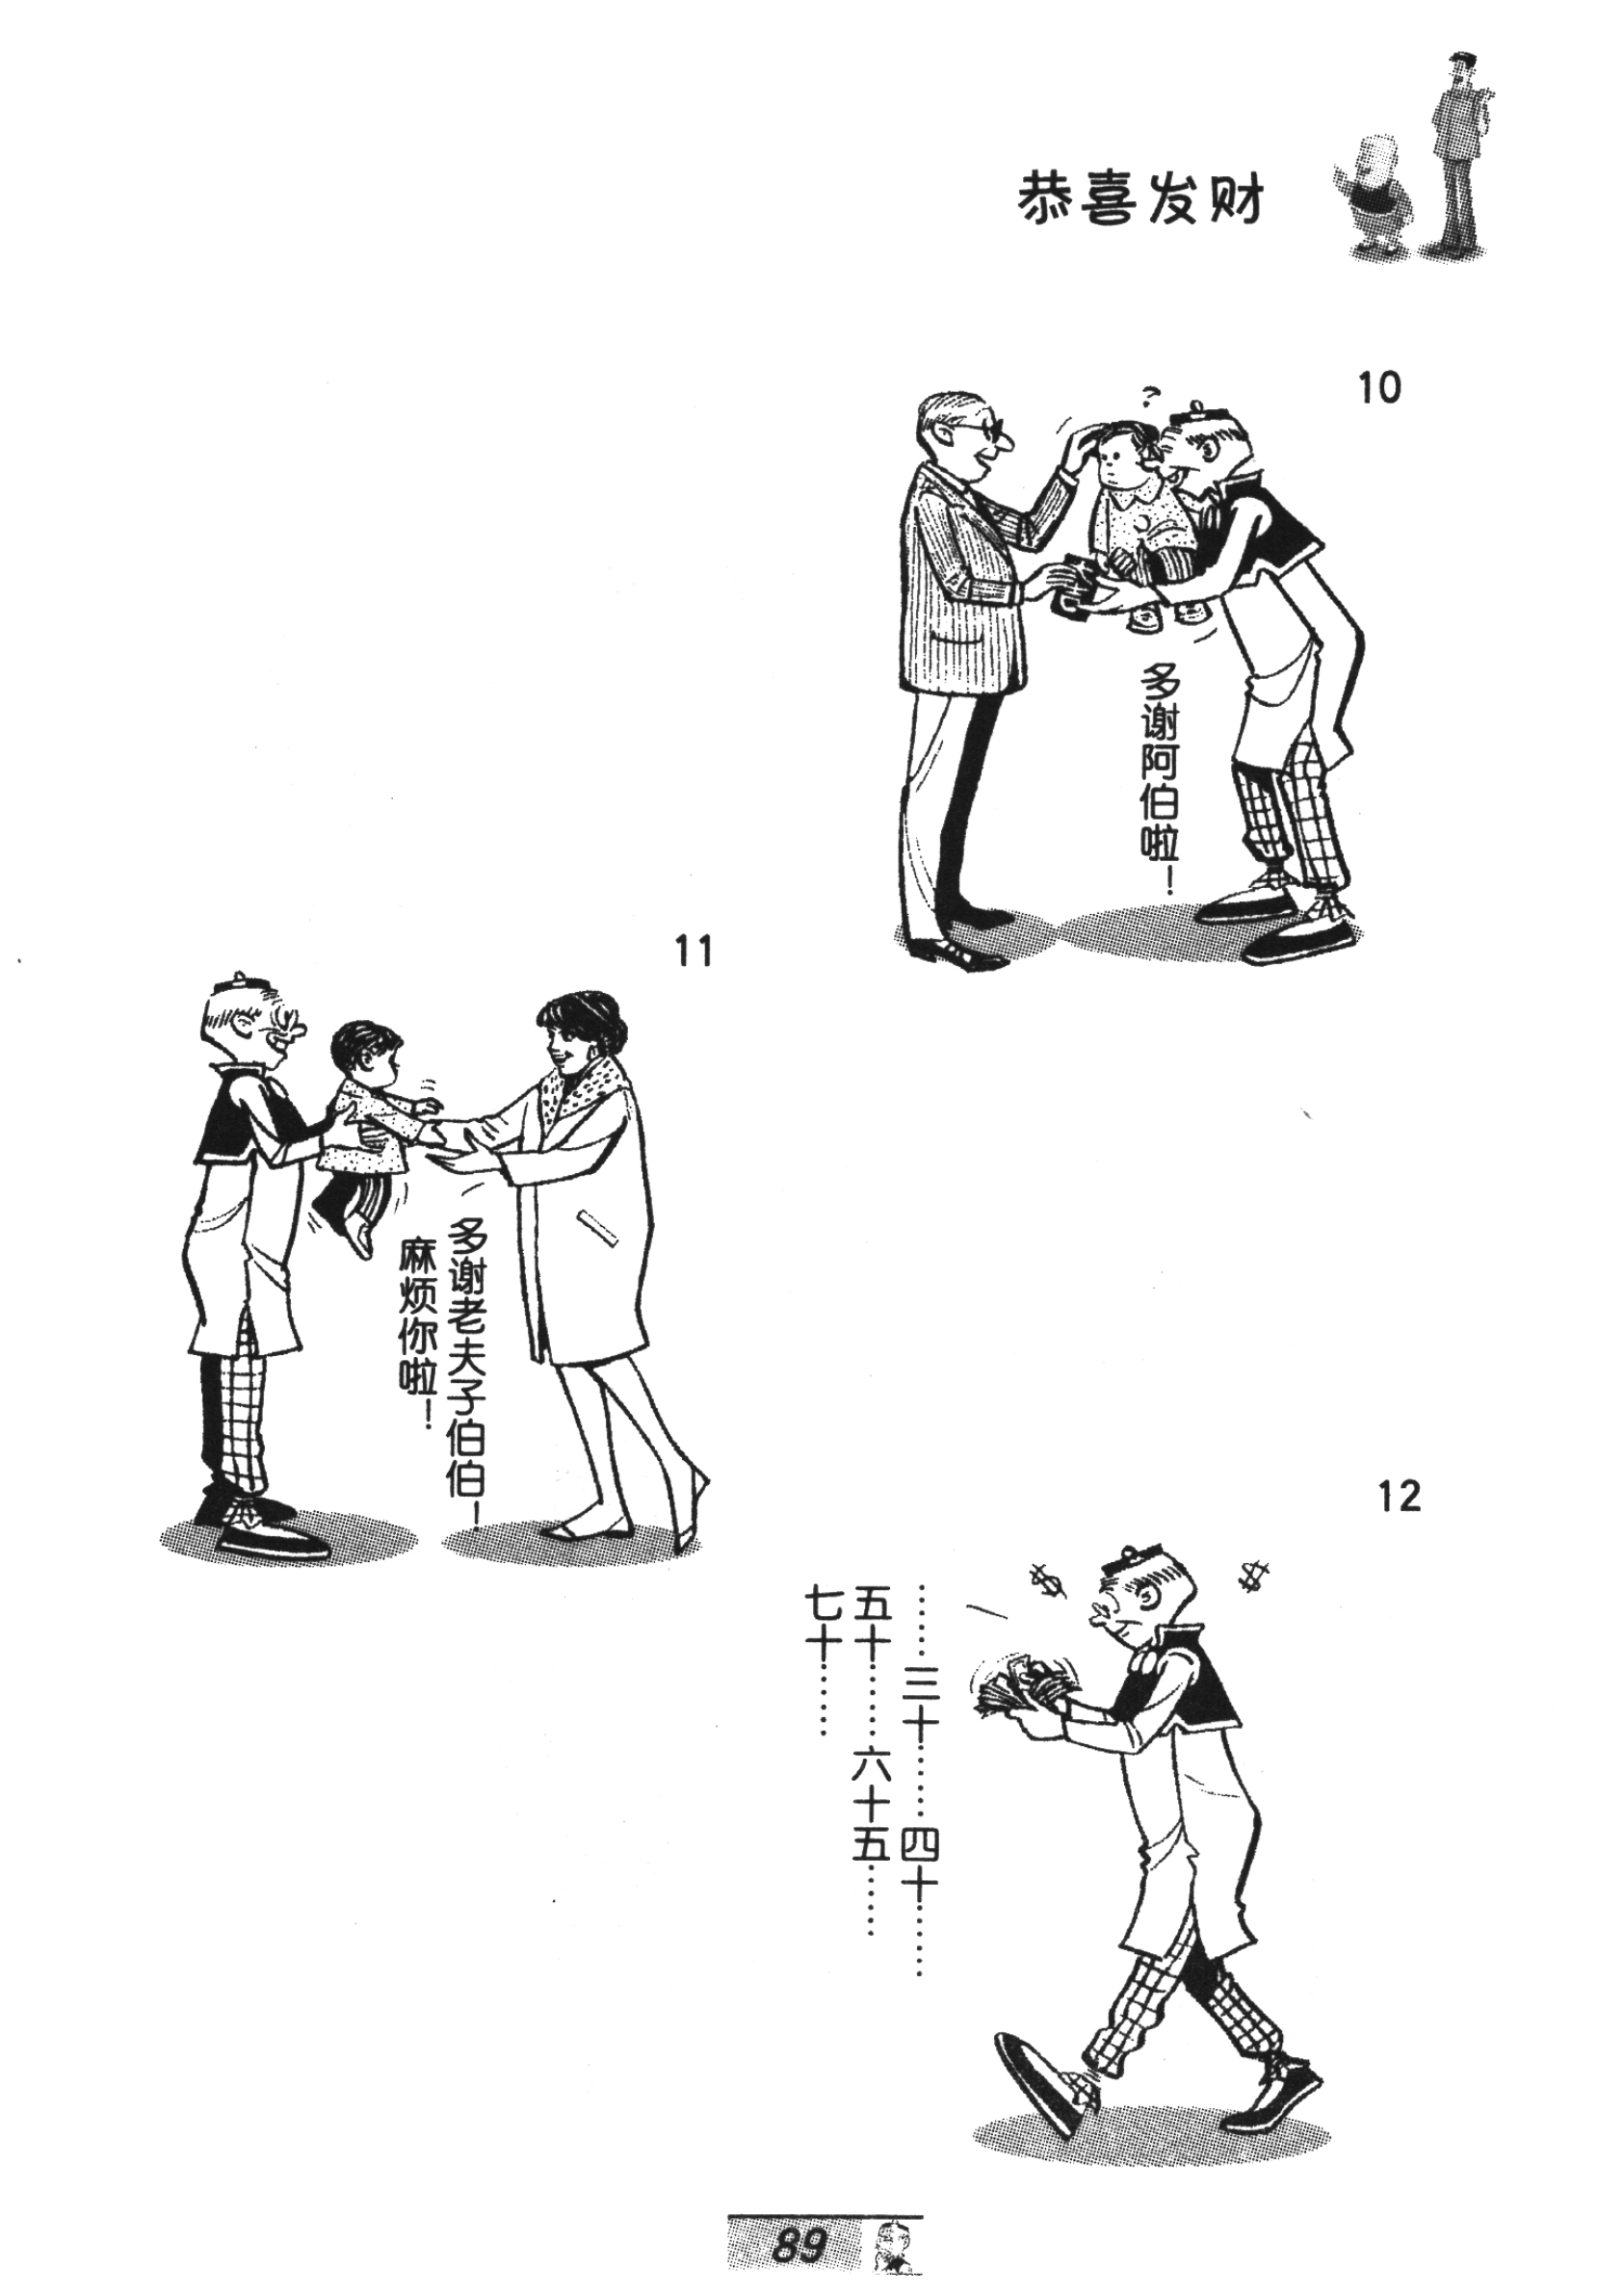 恭喜发财
10
?
多谢阿伯啦！
11
多谢老夫子伯伯！
麻烦你啦！
12
$
$
……三十……四十……
五十……六十五……
七十……
89